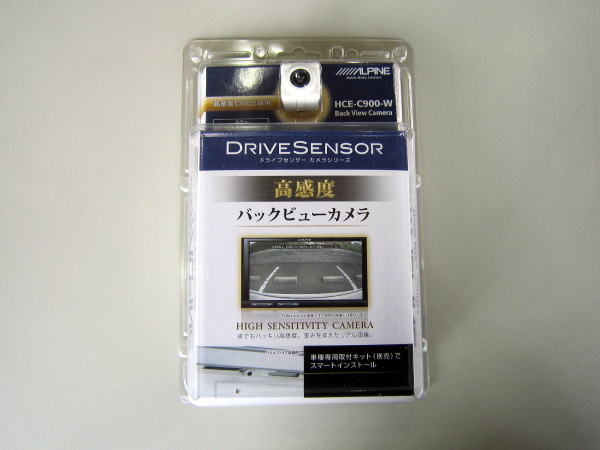 ALPINE
Mobile Media Solutions
HCE-C900-W
Back View Camera
高感度CMOS採用
DRIVESENSOR
ドライブセンサー カメラシリーズ
高感度
バックビューカメラ
HIGH SENSITIVITY CAMERA
夜でもバッキリ高感度。歪みを抑えたリアル画像。
車種専用取付キット(別売)で
スマートインストール